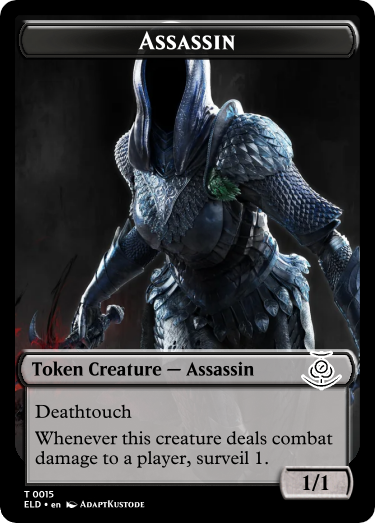 ASSASSIN
Token Creature — Assassin
Deathtouch
Whenever this creature deals combat
damage to a player, surveil 1.
1/1
T 0015
ELD • en AdaptKustode